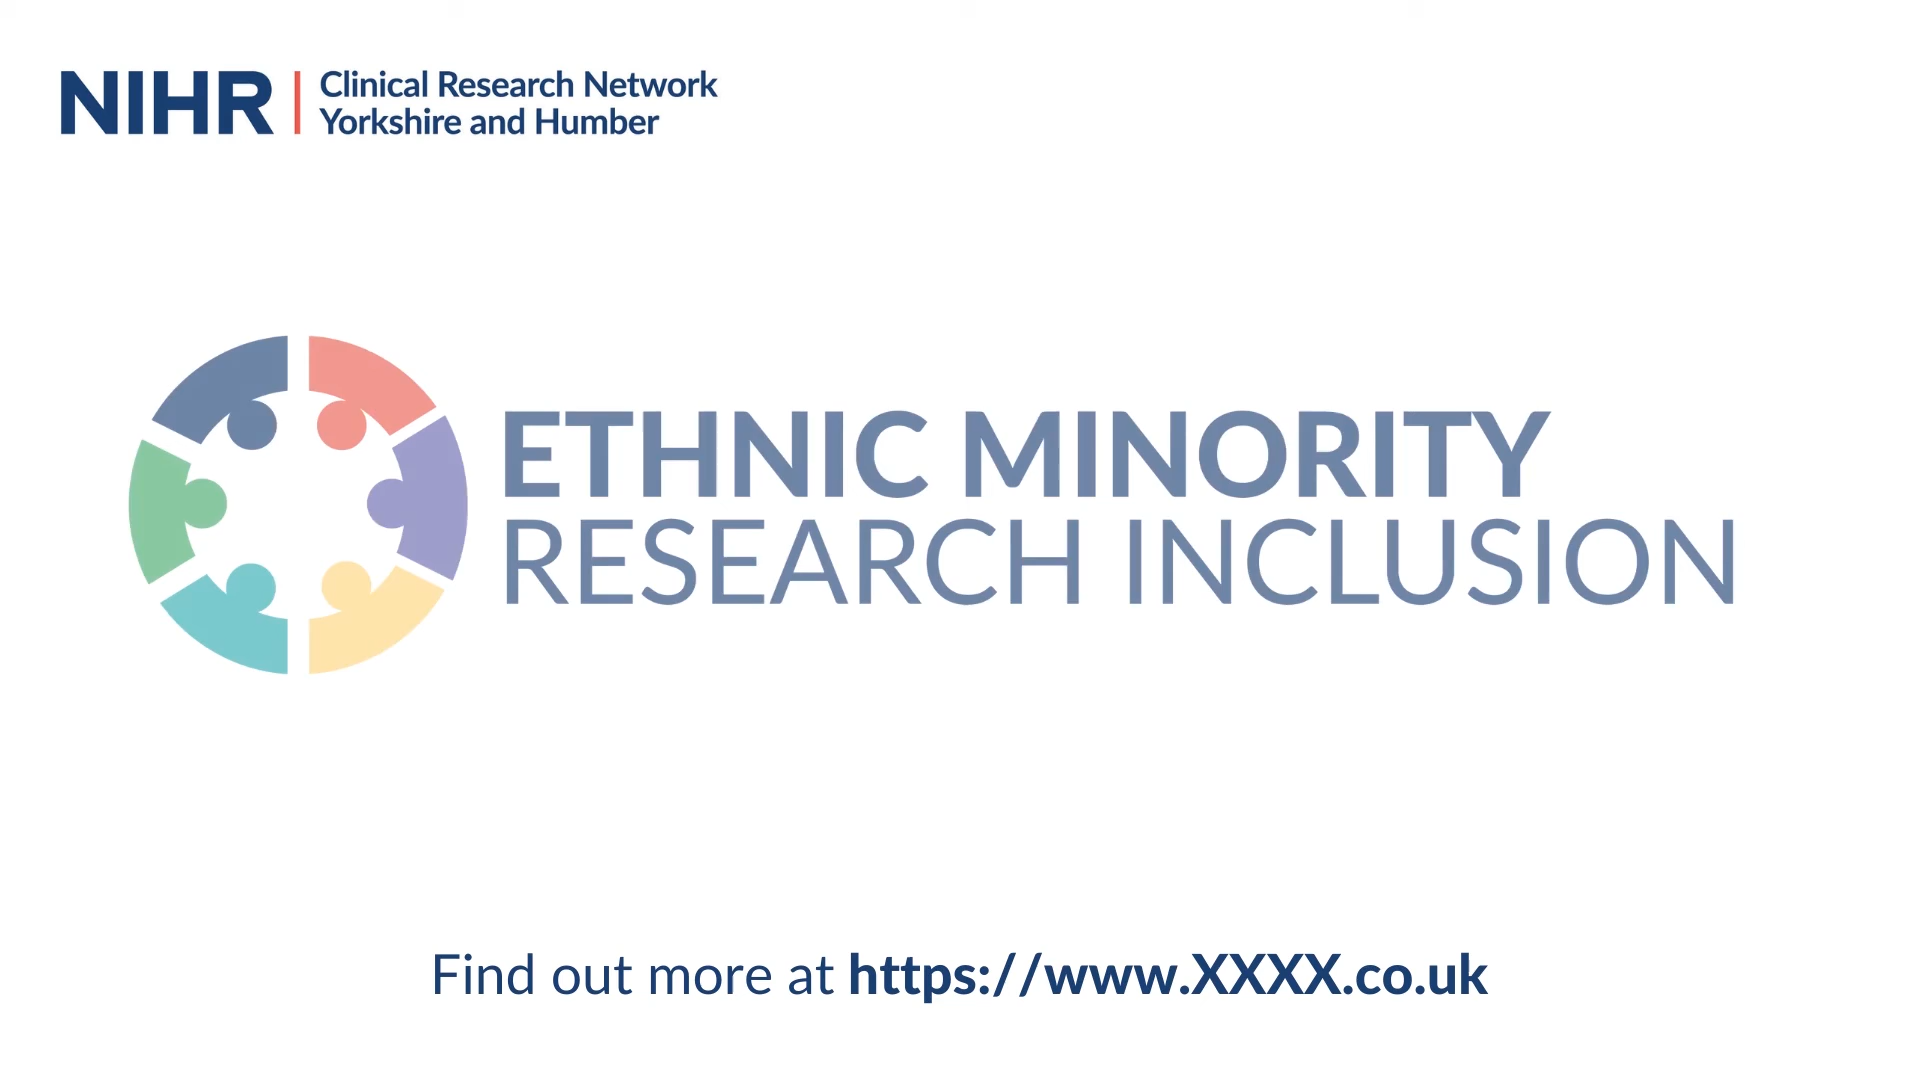 NIHR | Clinical Research Network
Yorkshire and Humber
ETHNIC MINORITY
RESEARCH INCLUSION
Find out more at https://www.XXXX.co.uk